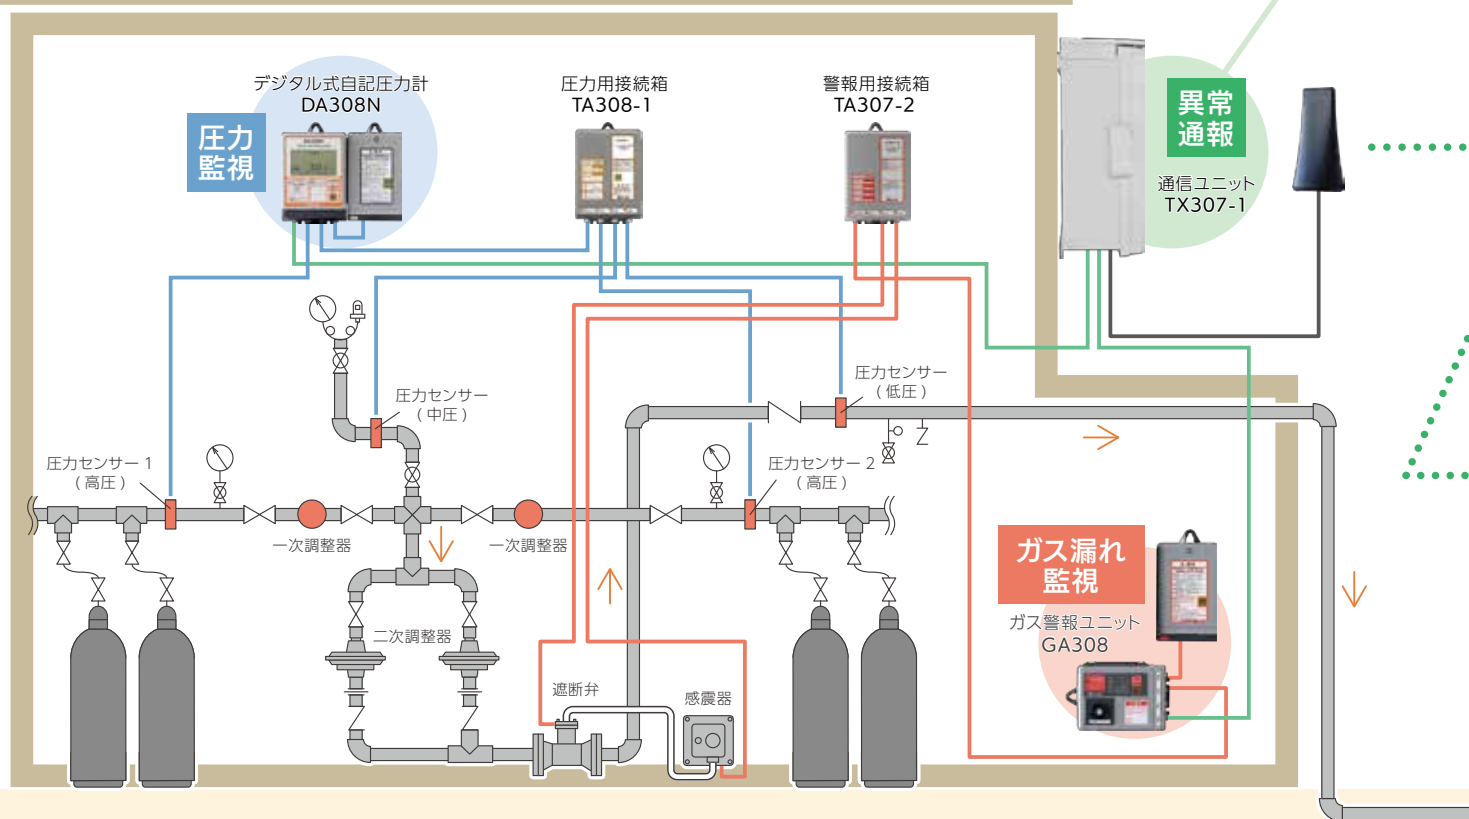 デジタル式自記圧力計
DA308N
圧力
監視
圧力用接続箱
TA308-1
警報用接続箱
TA307-2
異常
通報
通信ユニット
TX307-1
圧力センサー
（中圧）
圧力センサー
（低圧）
圧力センサー 1
（高圧）
圧力センサー 2
（高圧）
一次調整器
一次調整器
二次調整器
遮断弁
感震器
ガス漏れ
監視
ガス警報ユニット
GA308